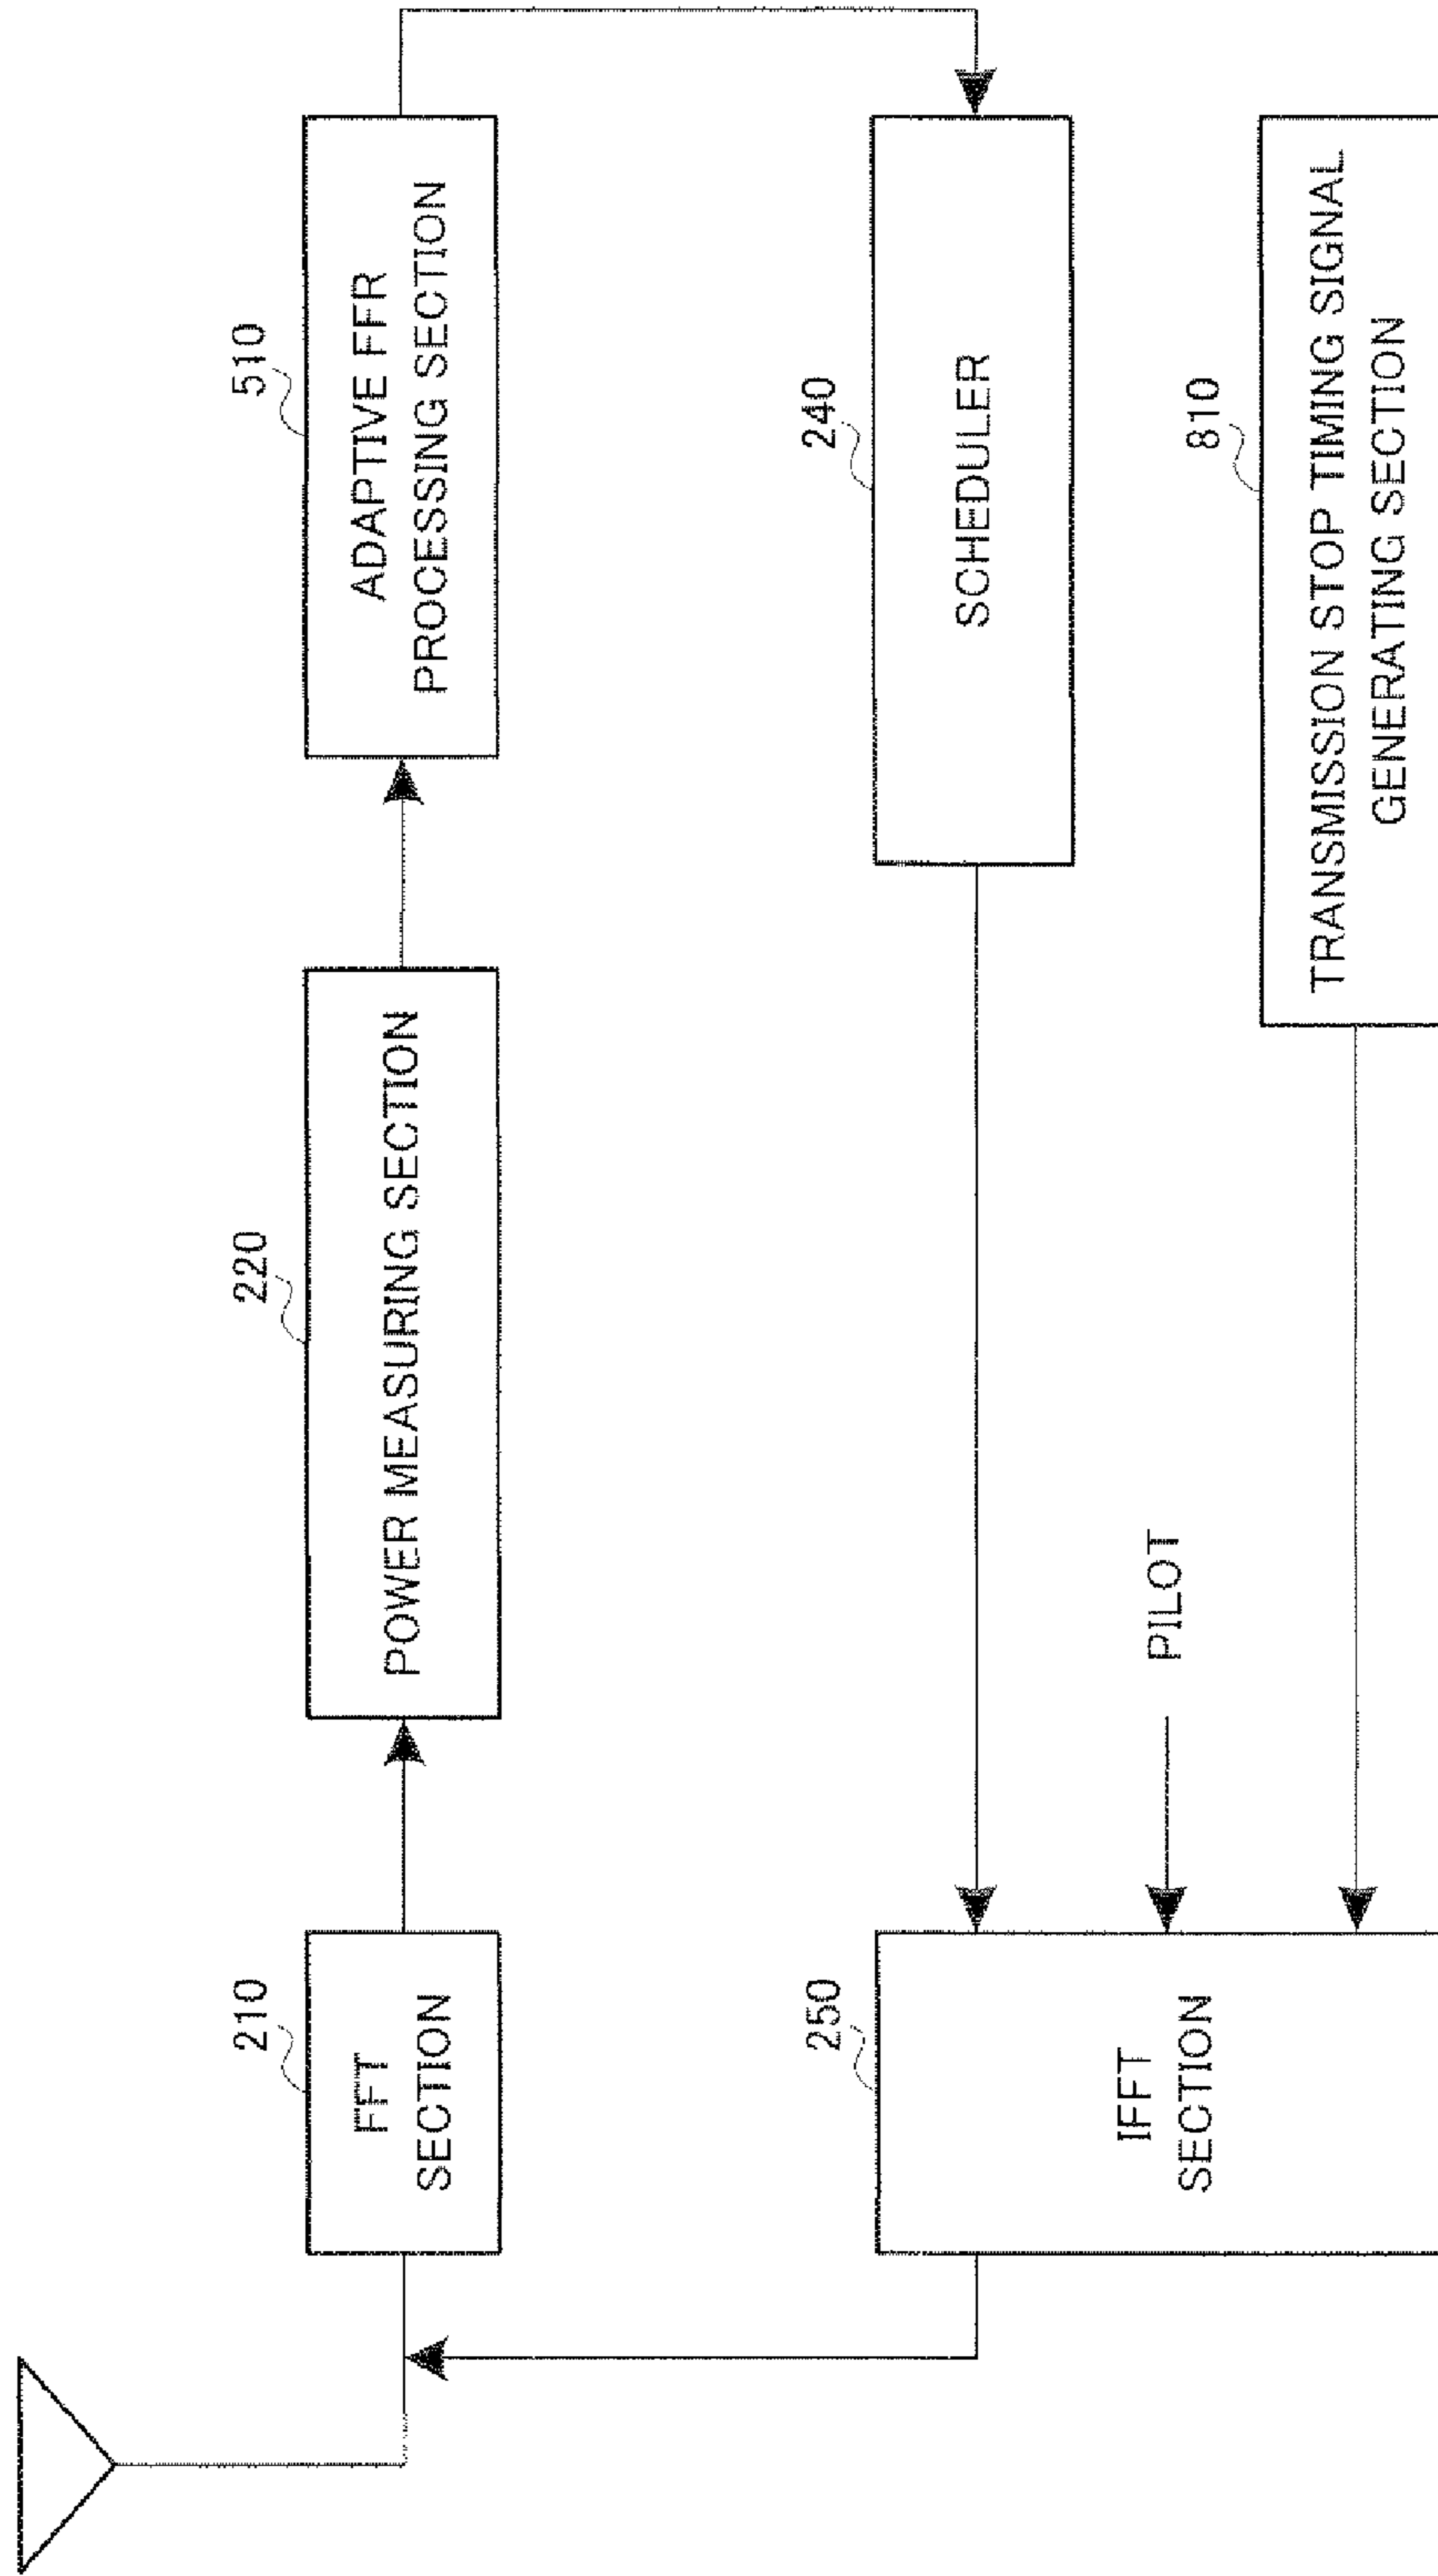 210
FFT
SECTION
220
POWER MEASURING SECTION
510
ADAPTIVE FFR
PROCESSING SECTION
250
IFFT
SECTION
PILOT
240
SCHEDULER
810
TRANSMISSION STOP TIMING SIGNAL
GENERATING SECTION